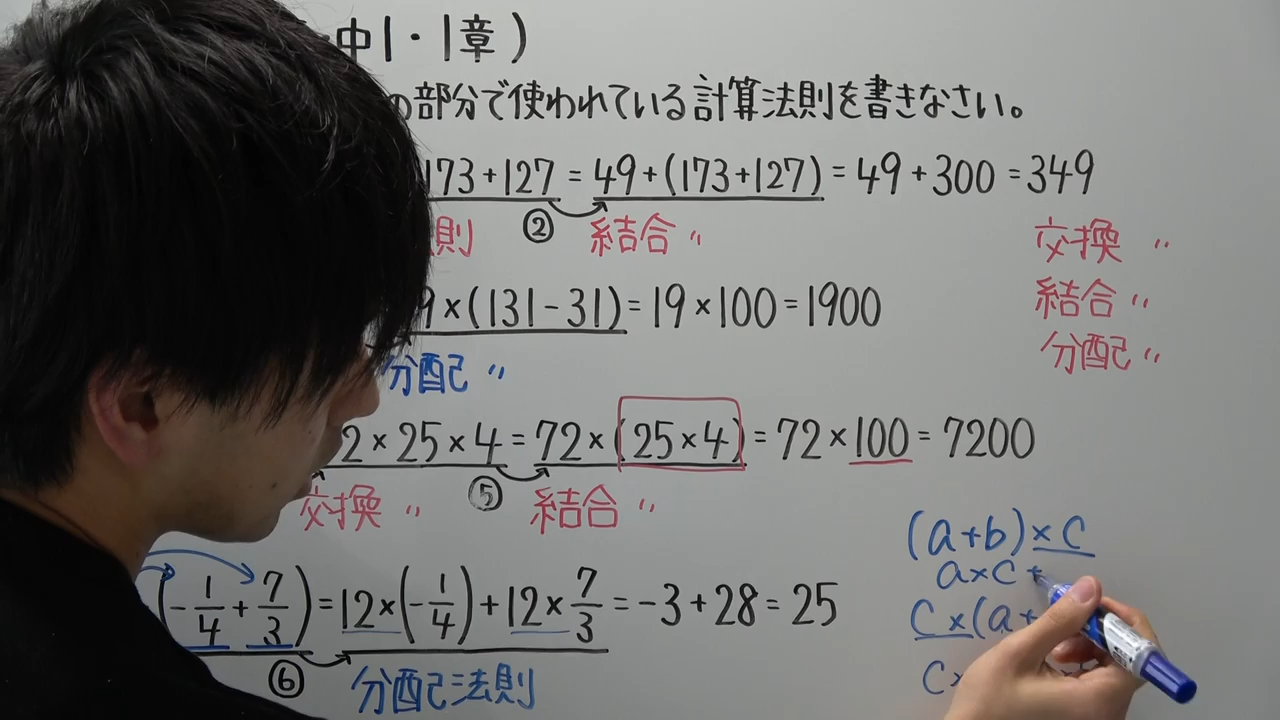 中1・1章)
の部分で使われている計算法則を書きなさい。
173+127 = 49+(173+127) = 49+300 = 349
②
則 結合 〃 交換 〃
9×(131-31) = 19×100 = 1900 結合 〃
分配 〃 分配 〃
2×25×4 = 72×(25×4) = 72×100 = 7200
⑤
交換 〃 結合 〃
(a+b)×c
a×c+
(-1/4+7/3) = 12×(-1/4)+12×7/3 = -3+28 = 25
c×(a+
⑥
分配法則
c×